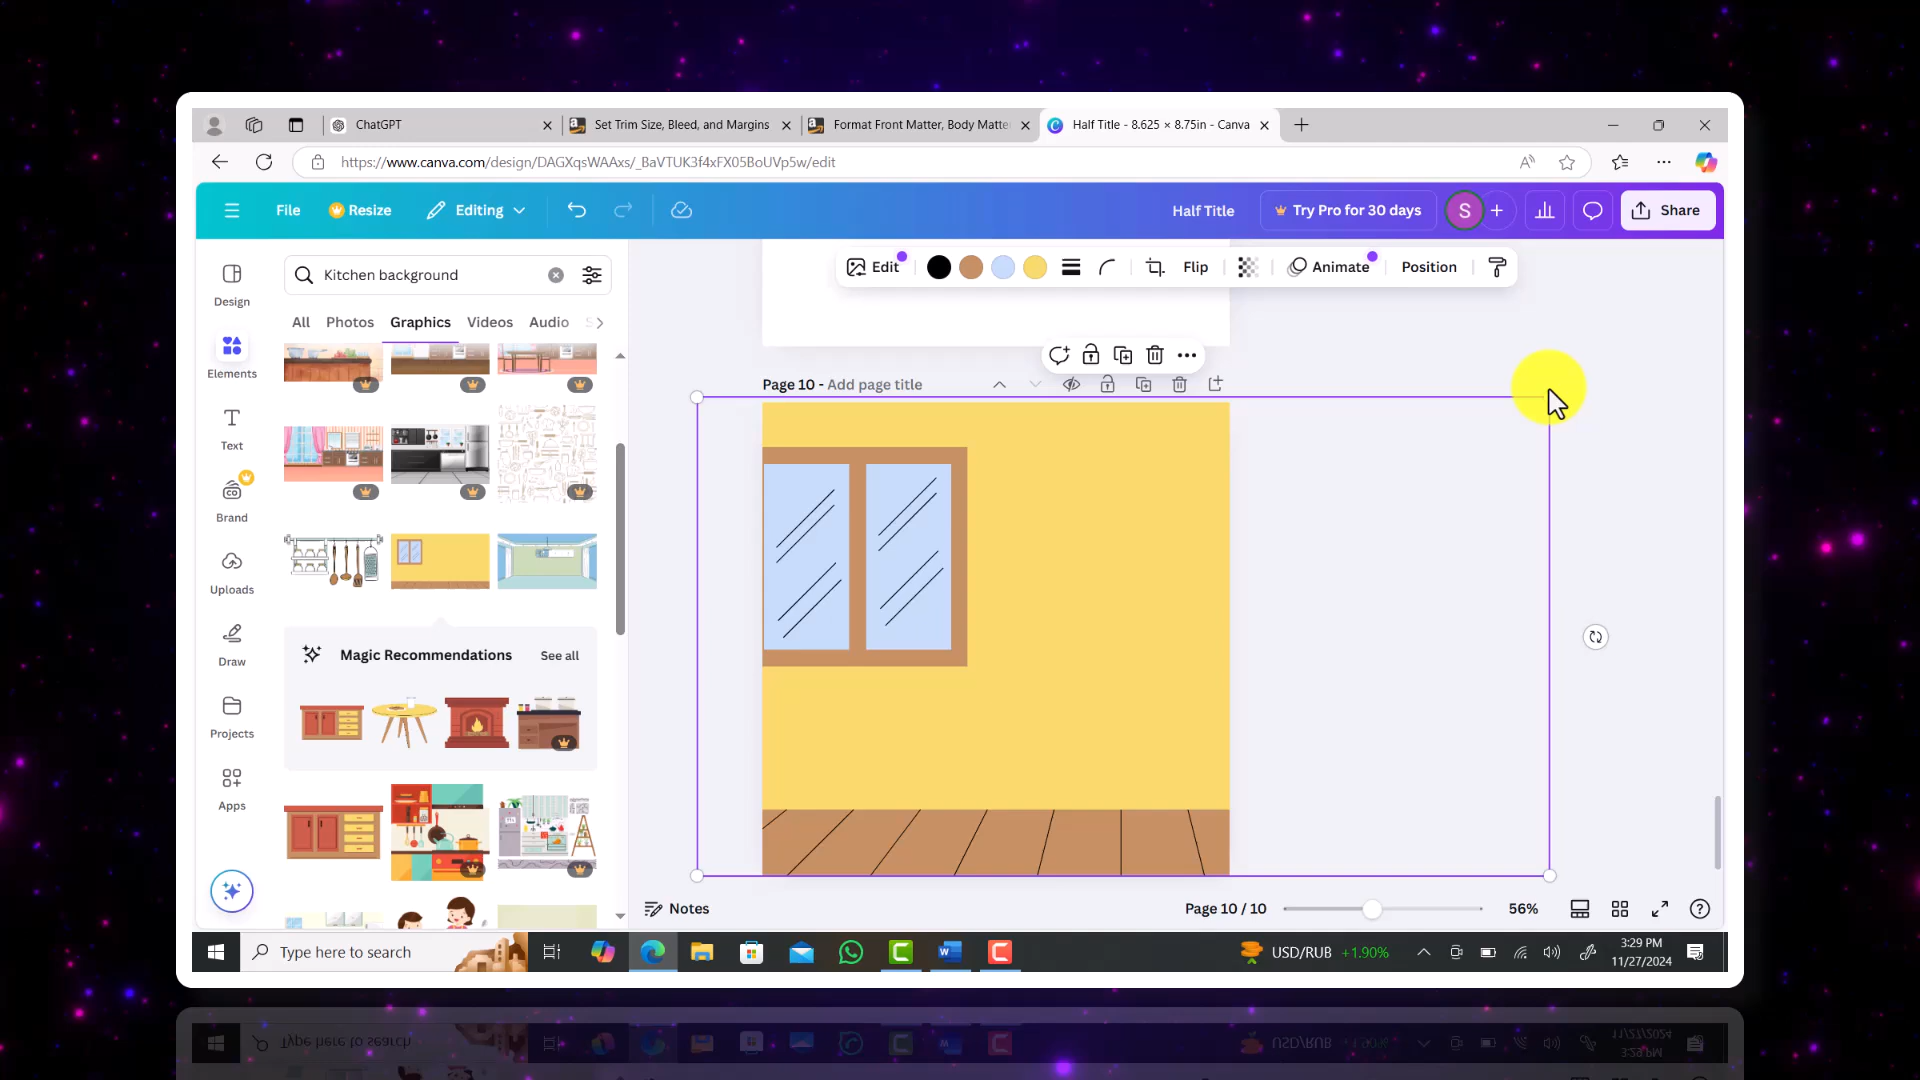 ChatGPT
Set Trim Size, Bleed, and Margins
Format Front Matter, Body Matte
Half Title - 8.625 × 8.75in - Canva
https://www.canva.com/design/DAGXqsWAAxs/_BaVTUK3f4xFX05BoUVp5w/edit
File
Resize
Editing
Half Title
Try Pro for 30 days
S
Share
Design
Elements
Text
Brand
Uploads
Draw
Projects
Apps
Kitchen background
All
Photos
Graphics
Videos
Audio
Magic Recommendations
See all
Edit
Flip
Animate
Position
Page 10 - Add page title
Notes
Page 10 / 10
56%
Type here to search
USD/RUB +1.90%
3:29 PM
11/27/2024